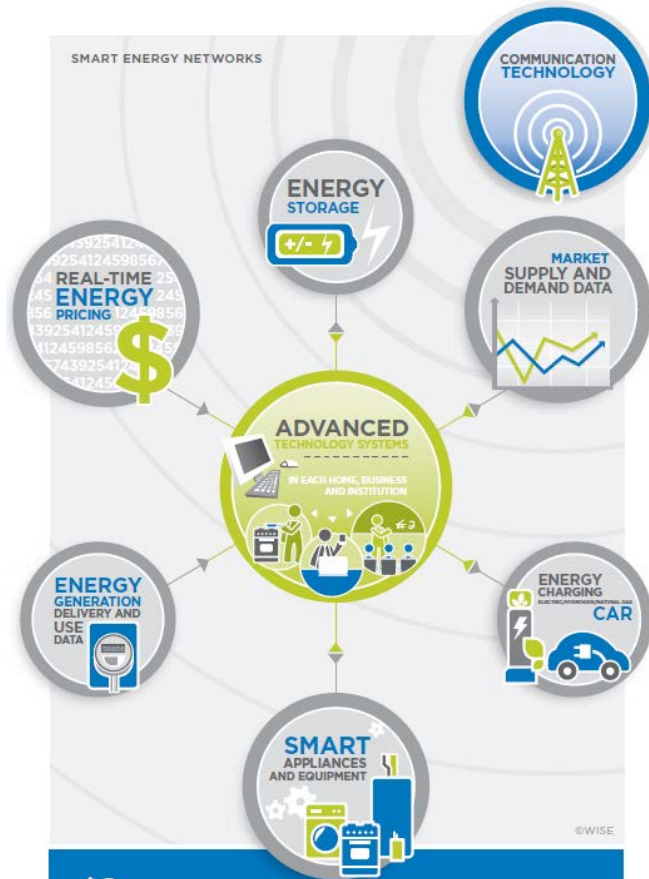 SMART ENERGY NETWORKS
COMMUNICATION
TECHNOLOGY
ENERGY
STORAGE
+/-
MARKET
SUPPLY AND
DEMAND DATA
REAL-TIME
ENERGY
PRICING
$
ADVANCED
TECHNOLOGY SYSTEMS
IN EACH HOME, BUSINESS
AND INSTITUTION
ENERGY
GENERATION
DELIVERY AND
USE
DATA
ENERGY
CHARGING
ELECTRIC/HYDROGEN/NATURAL GAS
CAR
SMART
APPLIANCES
AND EQUIPMENT
©WISE